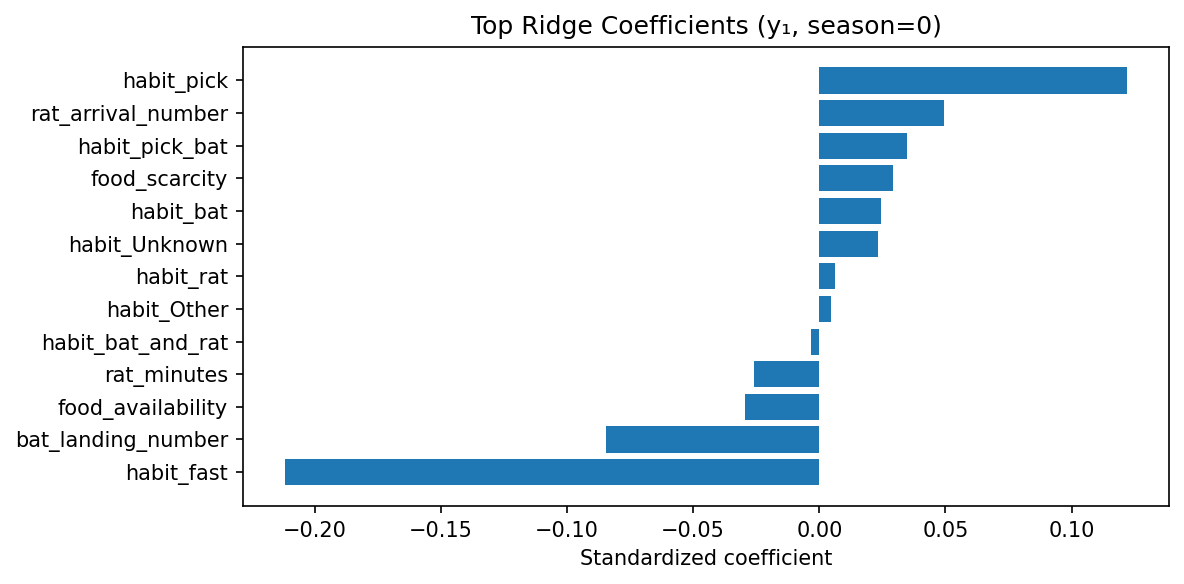 Top Ridge Coefficients (y₁, season=0)
habit_pick
rat_arrival_number
habit_pick_bat
food_scarcity
habit_bat
habit_Unknown
habit_rat
habit_Other
habit_bat_and_rat
rat_minutes
food_availability
bat_landing_number
habit_fast
−0.20 −0.15 −0.10 −0.05 0.00 0.05 0.10
Standardized coefficient